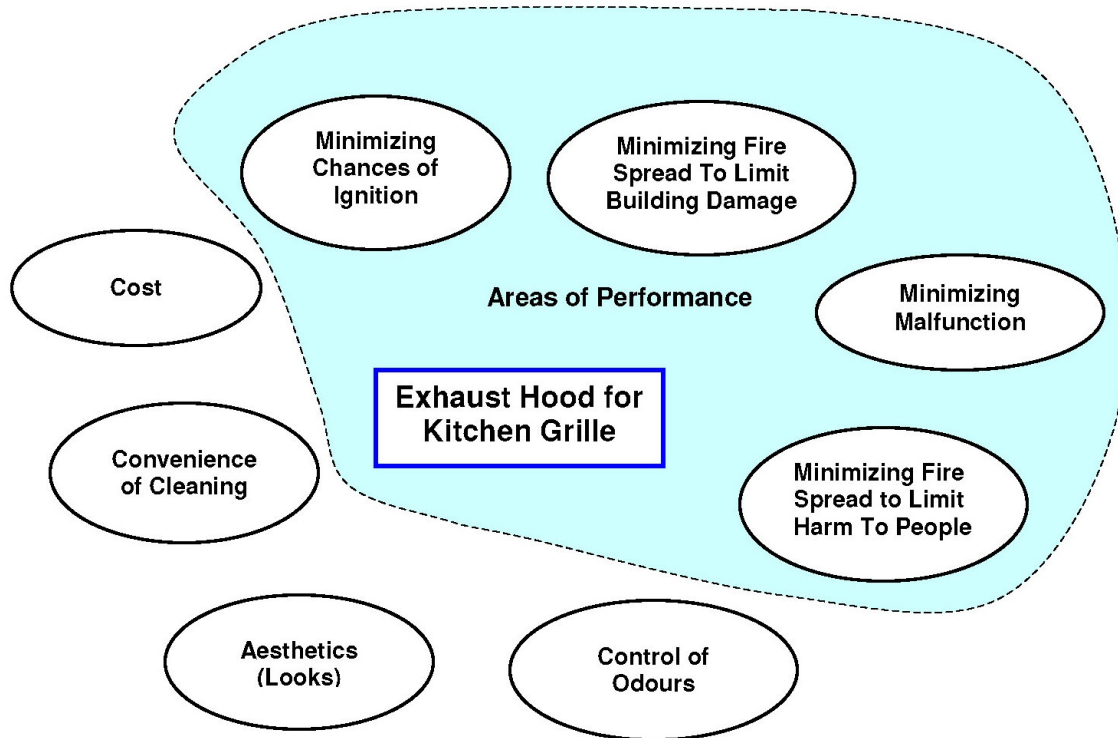 Minimizing
Chances of
Ignition
Minimizing Fire
Spread To Limit
Building Damage
Cost
Areas of Performance
Minimizing
Malfunction
Exhaust Hood for
Kitchen Grille
Convenience
of Cleaning
Minimizing Fire
Spread to Limit
Harm To People
Aesthetics
(Looks)
Control of
Odours